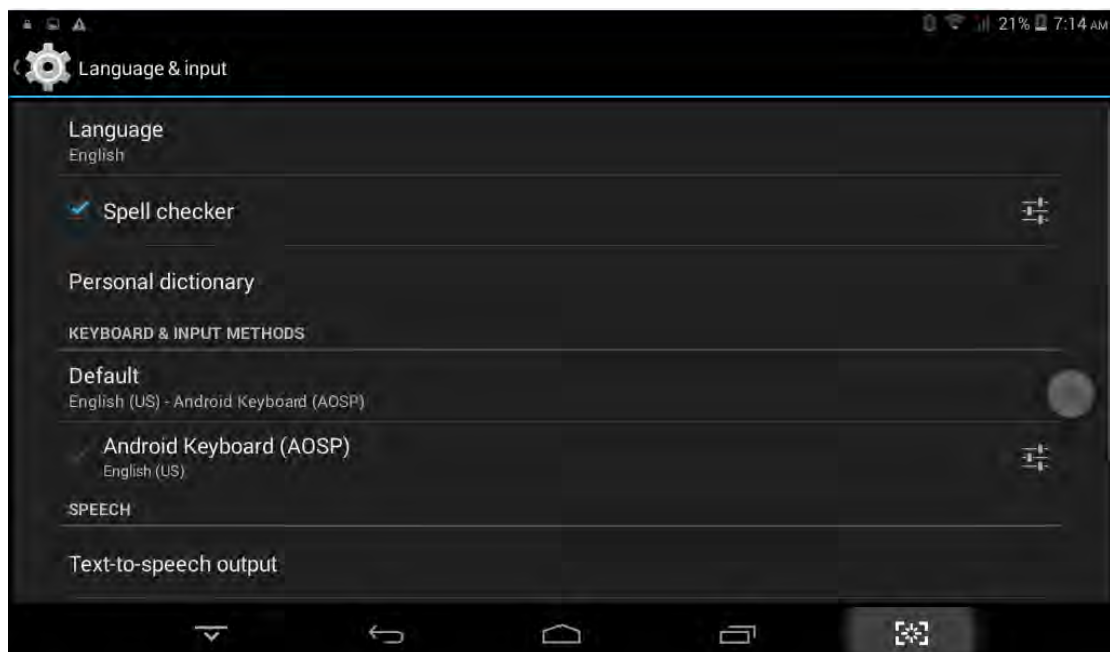 21% 7:14 AM
Language & input
Language
English
Spell checker
Personal dictionary
KEYBOARD & INPUT METHODS
Default
English (US) - Android Keyboard (AOSP)
Android Keyboard (AOSP)
English (US)
SPEECH
Text-to-speech output